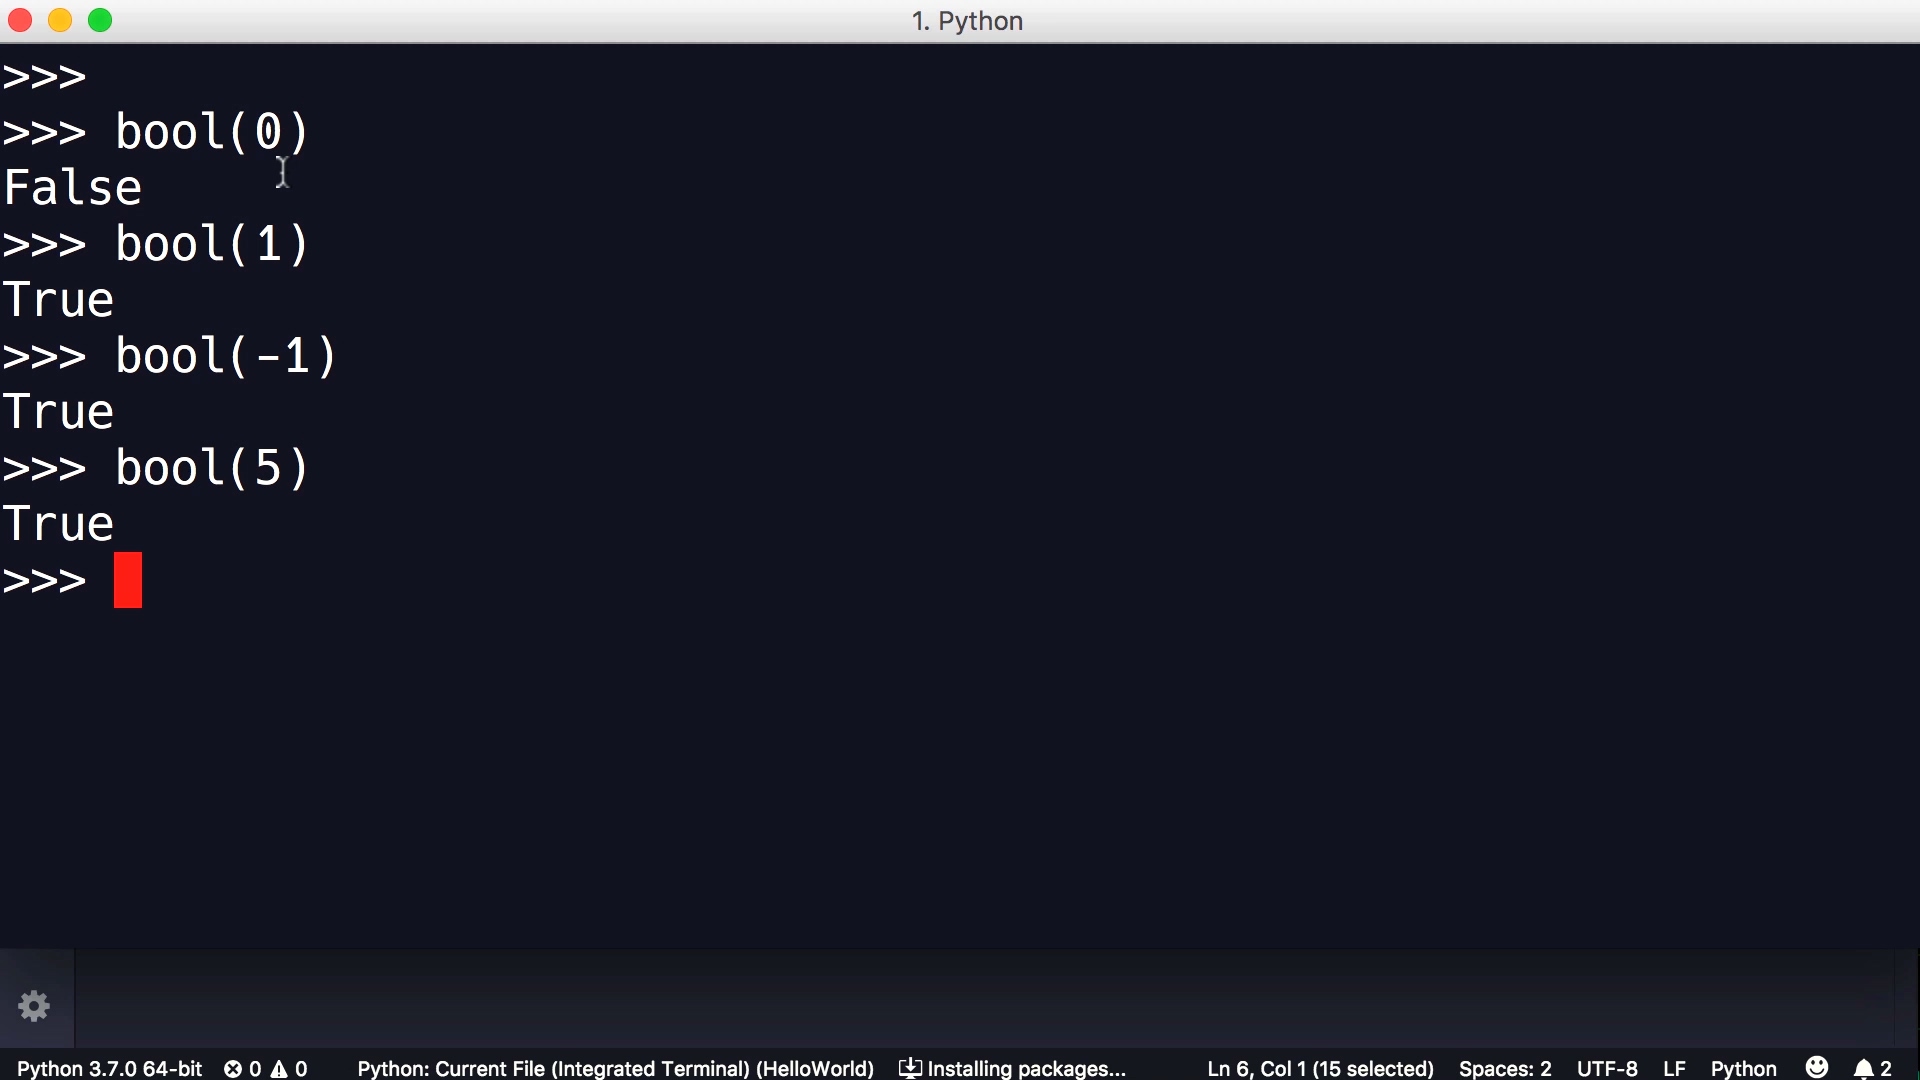 1. Python
>>>
>>> bool(0)
False
>>> bool(1)
True
>>> bool(-1)
True
>>> bool(5)
True
>>>
Python 3.7.0 64-bit 0 0 Python: Current File (Integrated Terminal) (HelloWorld) Installing packages... Ln 6, Col 1 (15 selected) Spaces: 2 UTF-8 LF Python 2